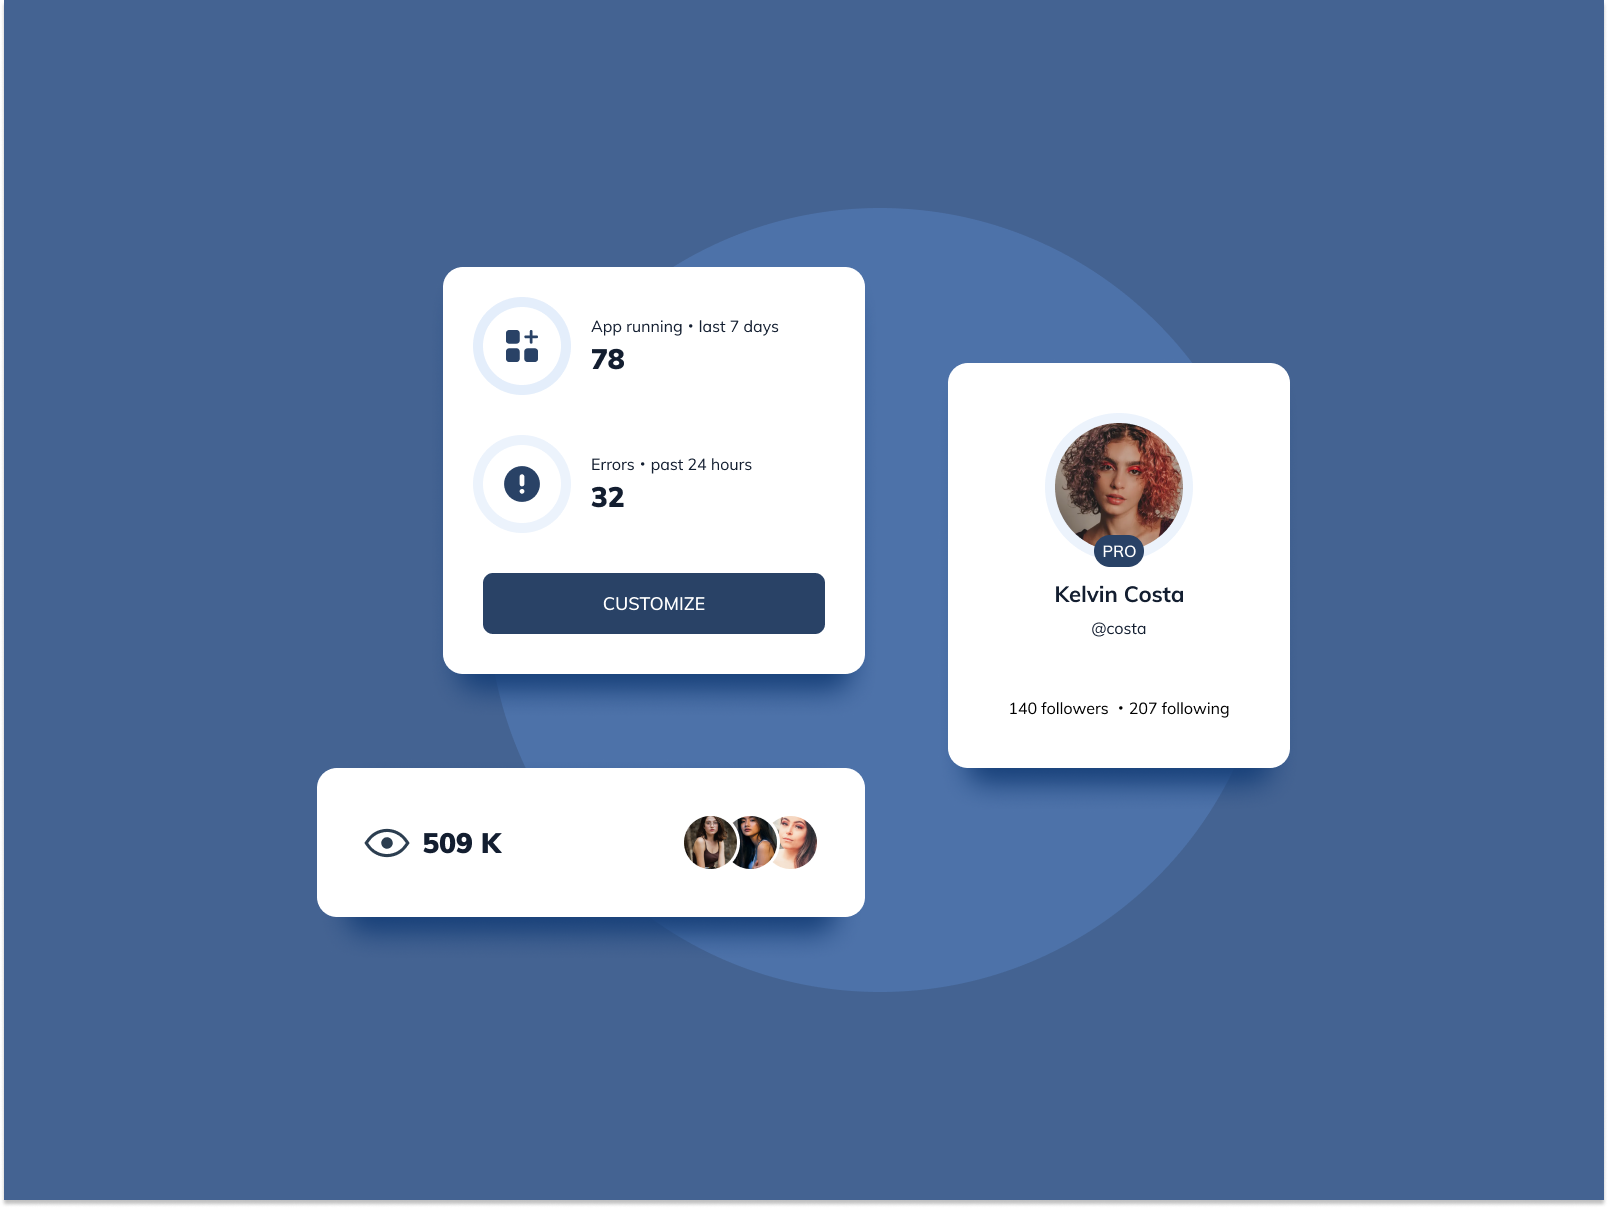 App running • last 7 days
78
Errors • past 24 hours
32
CUSTOMIZE
PRO
Kelvin Costa
@costa
140 followers • 207 following
509 K